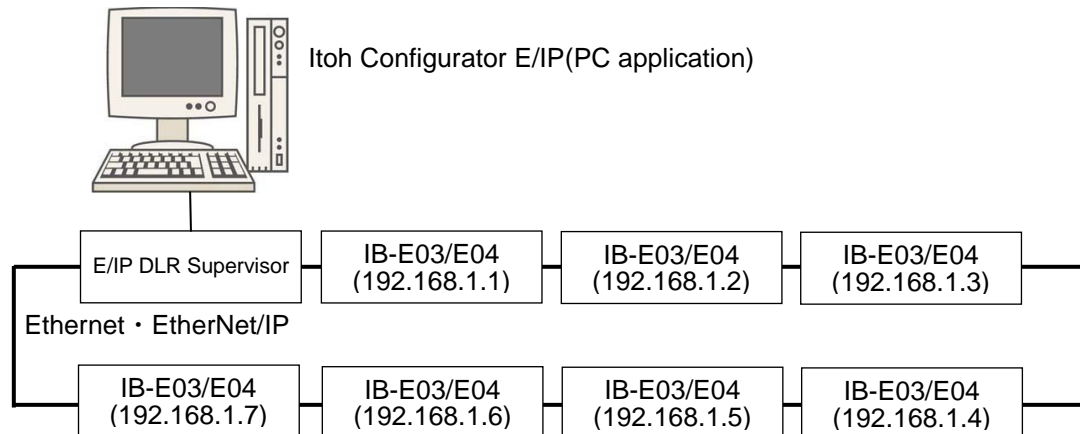 Itoh Configurator E/IP(PC application)
E/IP DLR Supervisor
IB-E03/E04
(192.168.1.1)
IB-E03/E04
(192.168.1.2)
IB-E03/E04
(192.168.1.3)
Ethernet・EtherNet/IP
IB-E03/E04
(192.168.1.7)
IB-E03/E04
(192.168.1.6)
IB-E03/E04
(192.168.1.5)
IB-E03/E04
(192.168.1.4)